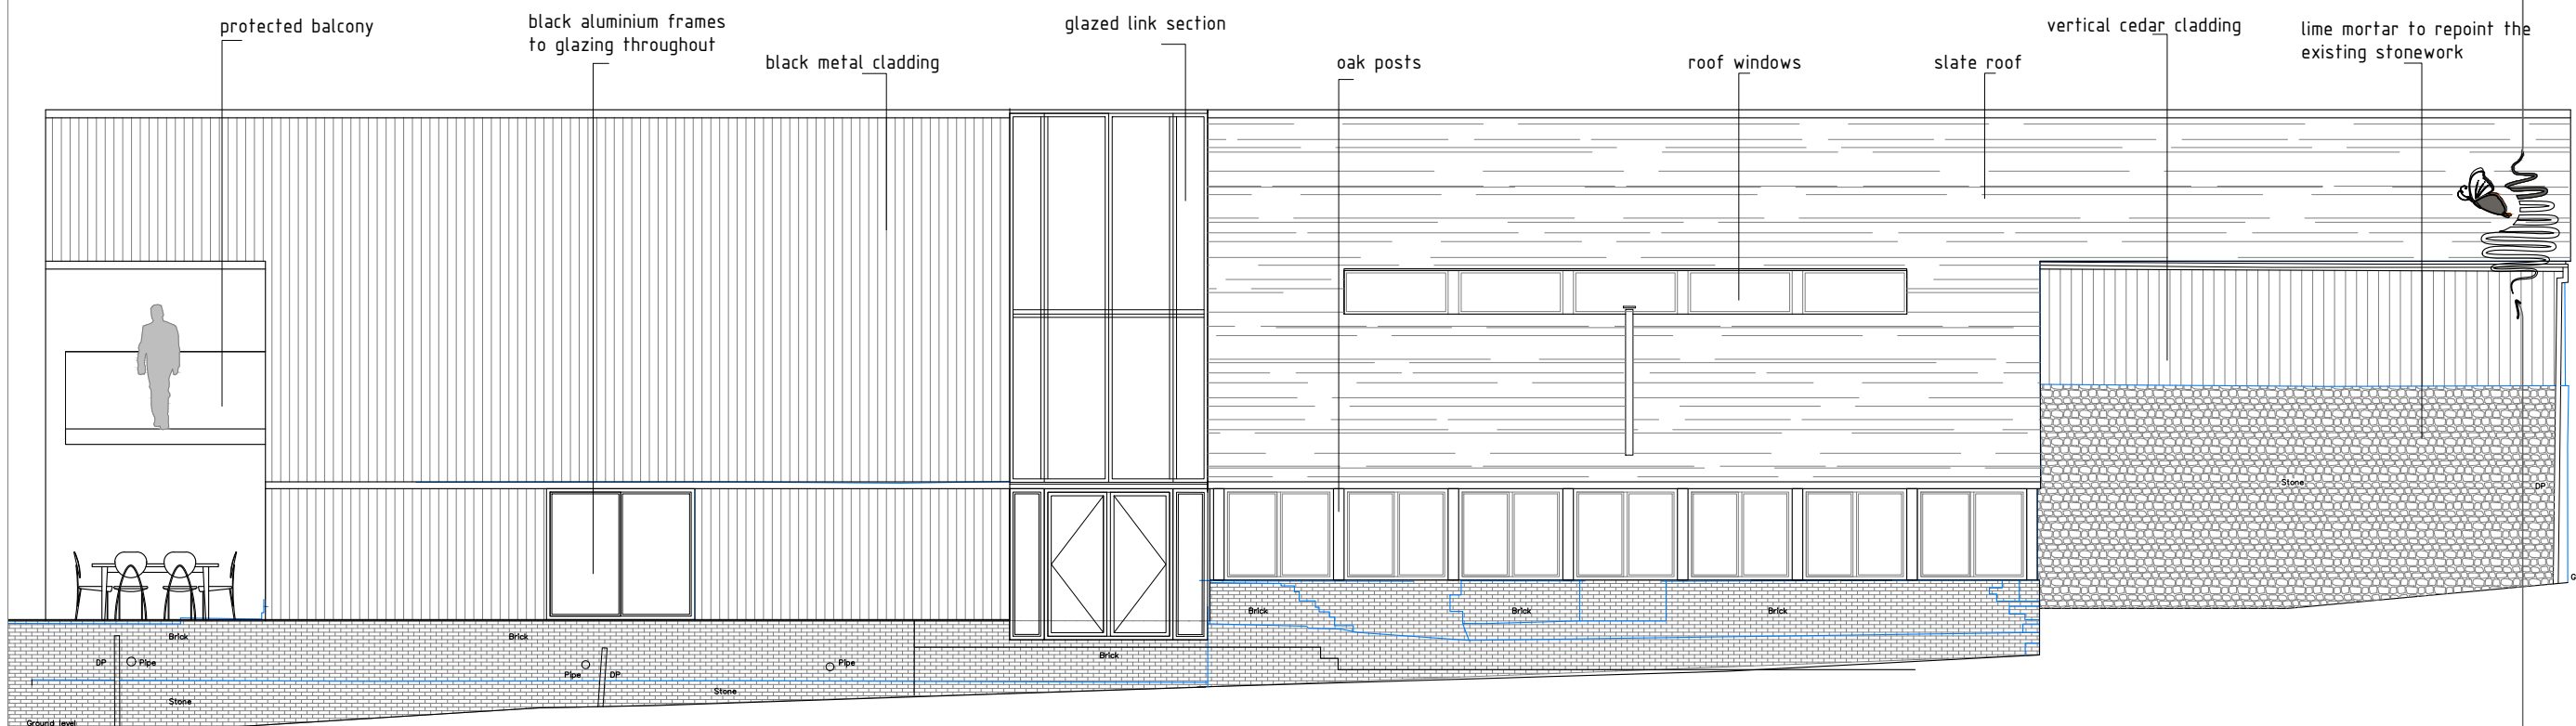 protected balcony
black aluminium frames
to glazing throughout
black metal cladding
glazed link section
oak posts
roof windows
slate roof
vertical cedar cladding
lime mortar to repoint the
existing stonework
Stone
DP
G
Brick
Brick
Brick
Brick
Brick
Brick
DP
Pipe
Pipe
DP
Pipe
Stone
Stone
Ground level